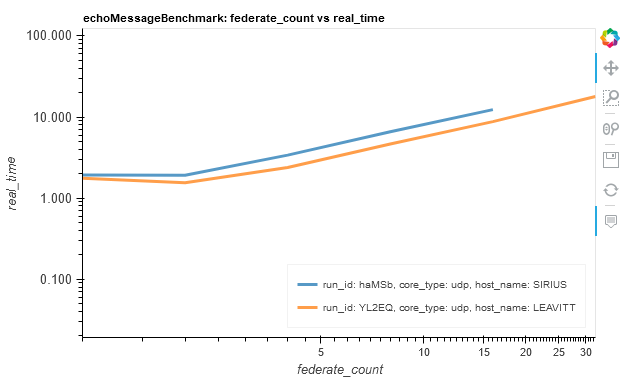 echoMessageBenchmark: federate_count vs real_time
100.000
10.000
1.000
0.100
real_time
run_id: haMSb, core_type: udp, host_name: SIRIUS
run_id: YL2EQ, core_type: udp, host_name: LEAVITT
5 10 15 20 25 30
federate_count